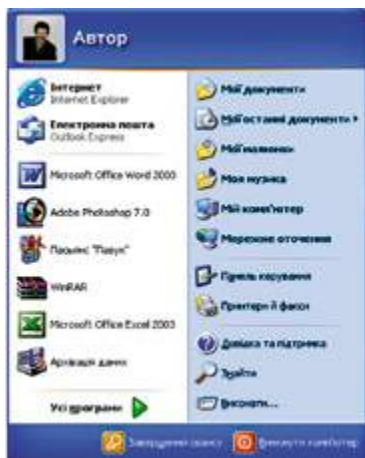 Автор
Інтернет
Internet Explorer
Електронна пошта
Outlook Express
Microsoft Office Word 2003
Adobe Photoshop 7.0
Пасьянс "Павук"
WinRAR
Microsoft Office Excel 2003
Архівація даних
Усі програми
Мої документи
Мої останні документи
Мої малюнки
Моя музика
Мій комп'ютер
Мережне оточення
Панель керування
Принтери й факси
Довідка та підтримка
Знайти
Виконати...
Завершення сеансу
Вимкнути комп'ютер